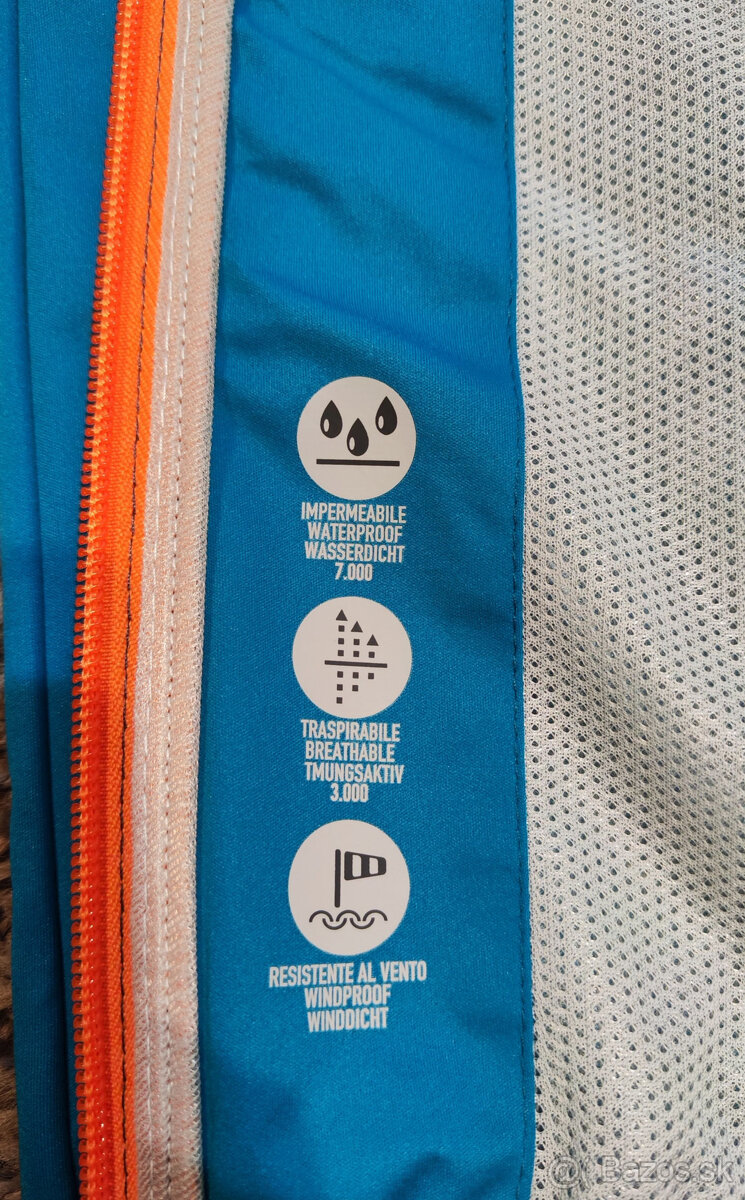 IMPERMEABILE
WATERPROOF
WASSERDICHT
7.000
TRASPIRABILE
BREATHABLE
TMUNGSAKTIV
3.000
RESISTENTE AL VENTO
WINDPROOF
WINDDICHT
Bazos.sk